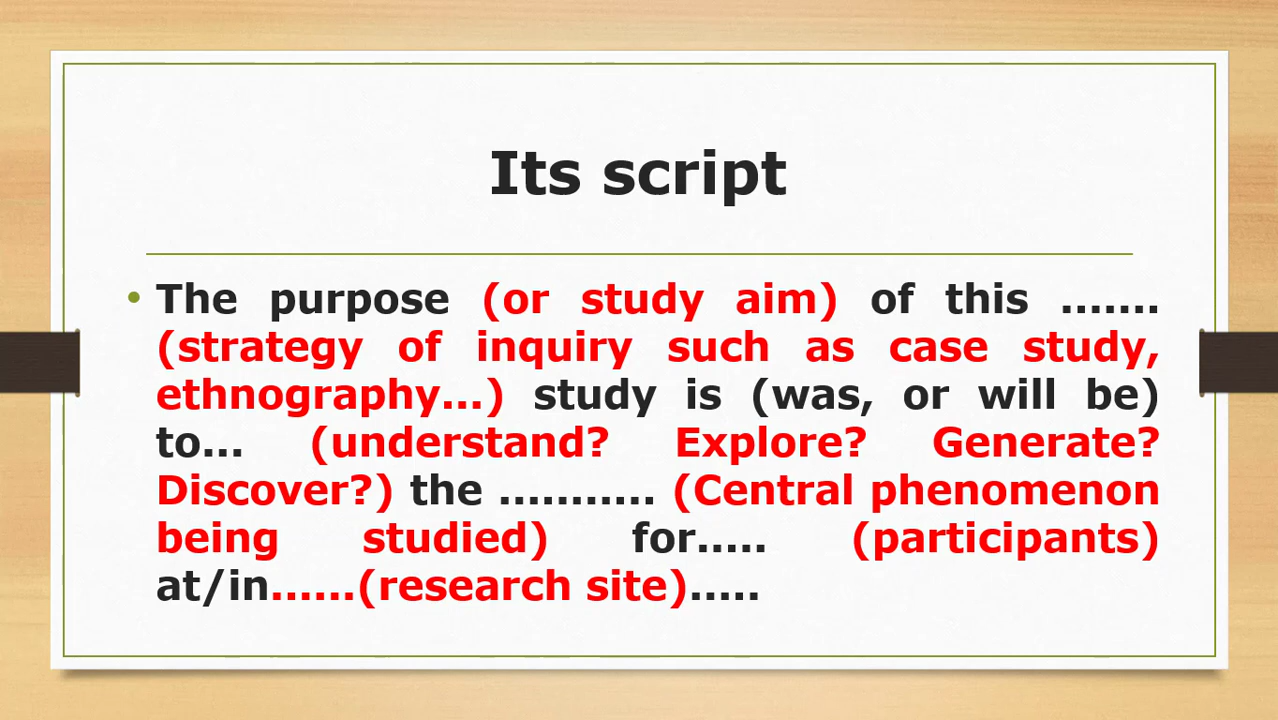 Its script
• The purpose (or study aim) of this .......
(strategy of inquiry such as case study,
ethnography...) study is (was, or will be)
to... (understand? Explore? Generate?
Discover?) the ........... (Central phenomenon
being studied) for..... (participants)
at/in......(research site).....